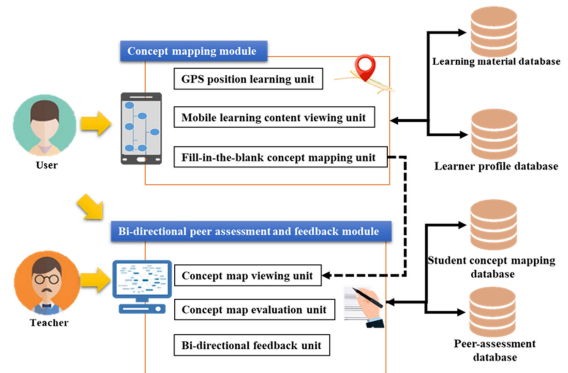 Concept mapping module
GPS position learning unit
Mobile learning content viewing unit
Fill-in-the-blank concept mapping unit
User
Learning material database
Learner profile database
Bi-directional peer assessment and feedback module
Concept map viewing unit
Concept map evaluation unit
Bi-directional feedback unit
Teacher
Student concept mapping
database
Peer-assessment
database